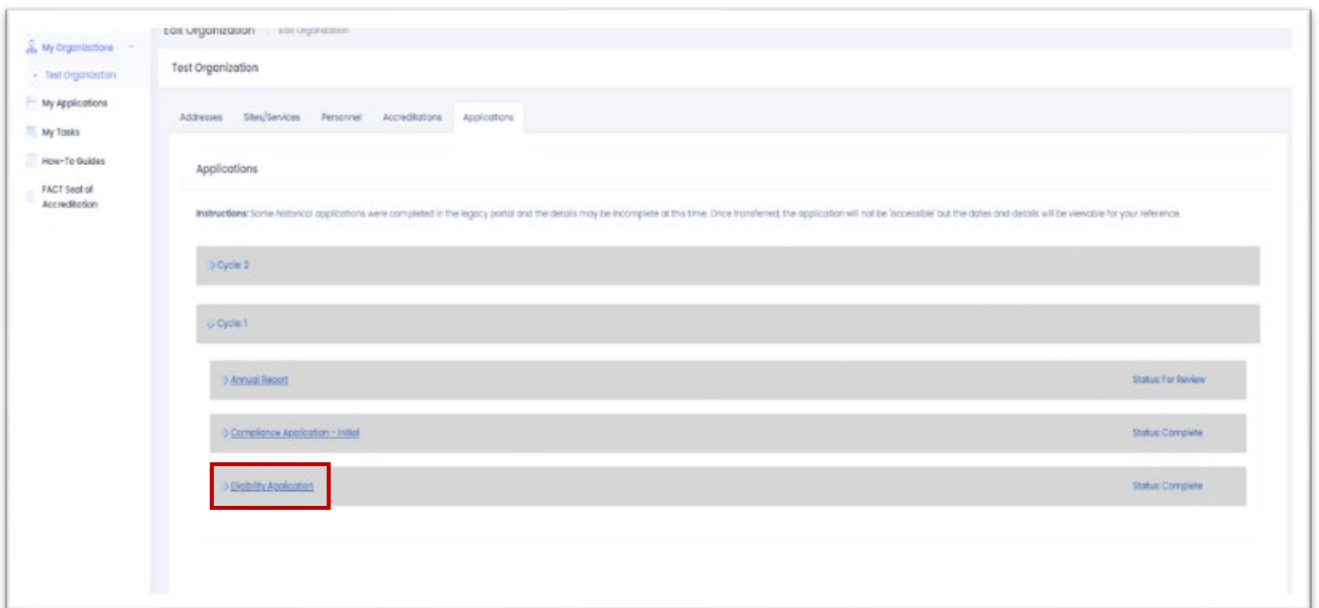 Edit Organization Edit Organization
My Organizations
Test Organization
My Applications
My Tasks
How-To Guides
FACT Seal of
Accreditation
Test Organization
Addresses Sites/Services Personnel Accreditations Applications
Applications
Instructions: Some historical applications were completed in the legacy portal and the details may be incomplete at this time. Once transferred, the application will not be 'accessible' but the dates and details will be viewable for your reference.
Cycle: 2
Cycle: 1
Annual Report Status: For Review
Compliance Application - Initial Status: Complete
Eligibility Application Status: Complete